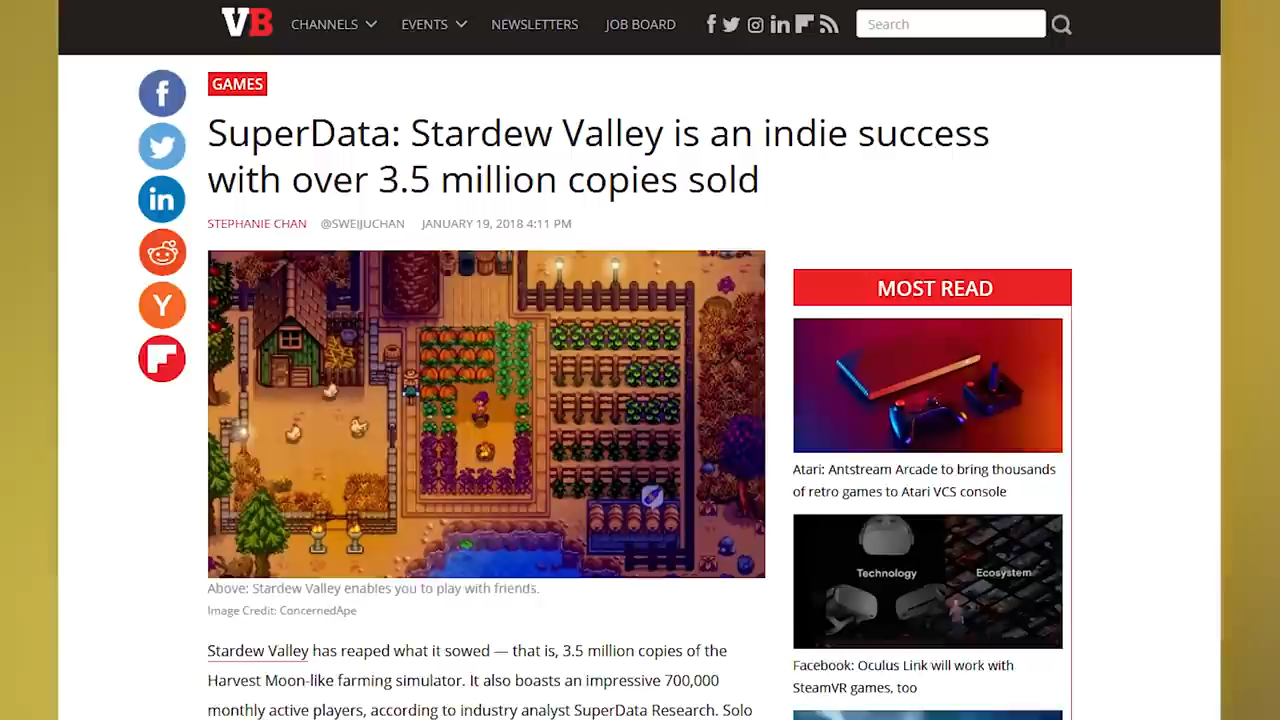 VB CHANNELS EVENTS NEWSLETTERS JOB BOARD Search
GAMES
SuperData: Stardew Valley is an indie success
with over 3.5 million copies sold
STEPHANIE CHAN @SWEIJUCHAN JANUARY 19, 2018 4:11 PM
Above: Stardew Valley enables you to play with friends.
Image Credit: ConcernedApe
Stardew Valley has reaped what it sowed — that is, 3.5 million copies of the
Harvest Moon-like farming simulator. It also boasts an impressive 700,000
monthly active players, according to industry analyst SuperData Research. Solo
MOST READ
Atari: Antstream Arcade to bring thousands
of retro games to Atari VCS console
Technology Ecosystem
Facebook: Oculus Link will work with
SteamVR games, too